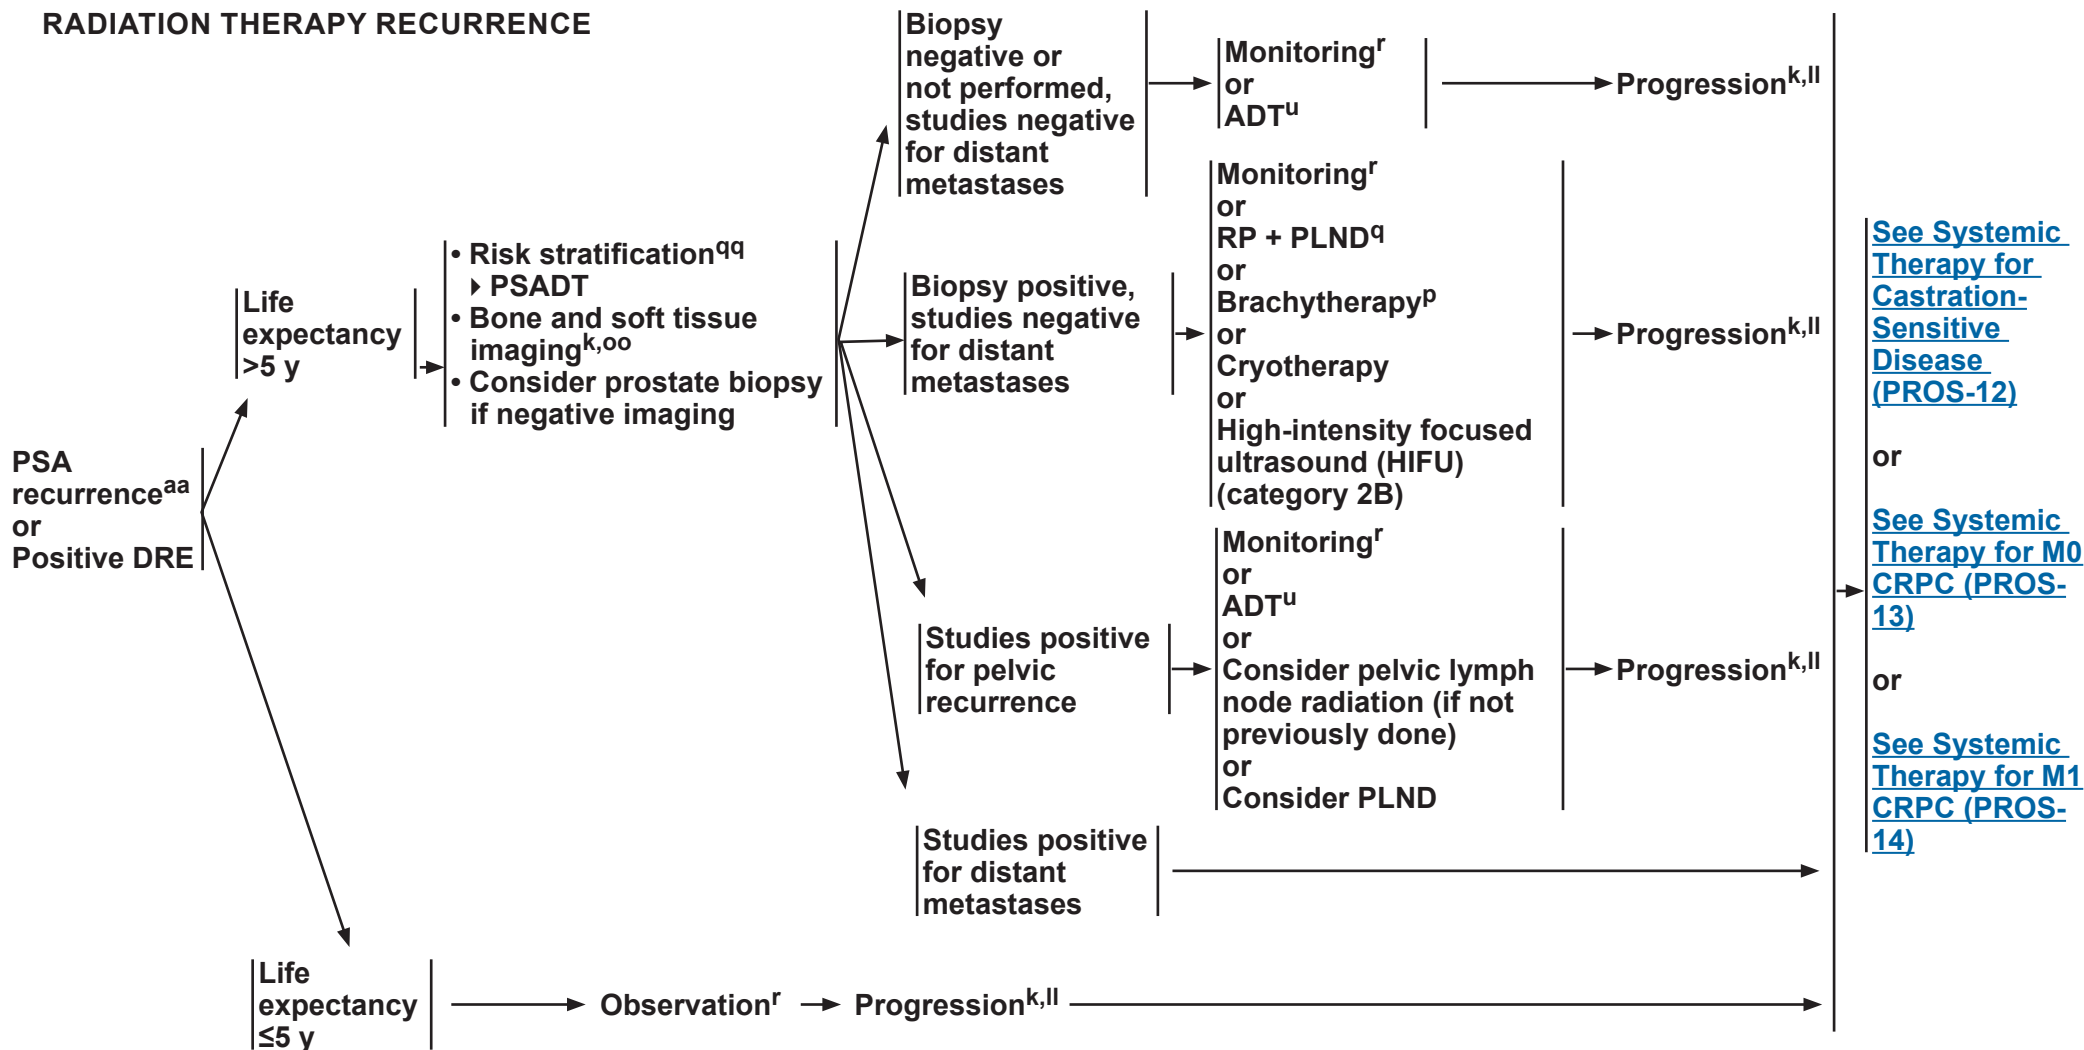 RADIATION THERAPY RECURRENCE
PSA
recurrenceaa
or
Positive DRE
Life
expectancy
>5 y
• Risk stratificationqq
▸ PSADT
• Bone and soft tissue
imagingk,oo
• Consider prostate biopsy
if negative imaging
Biopsy
negative or
not performed,
studies negative
for distant
metastases
Monitoringr
or
ADTu
Progressionk,ll
Biopsy positive,
studies negative
for distant
metastases
Monitoringr
or
RP + PLNDq
or
Brachytherapyp
or
Cryotherapy
or
High-intensity focused
ultrasound (HIFU)
(category 2B)
Progressionk,ll
Studies positive
for pelvic
recurrence
Monitoringr
or
ADTu
or
Consider pelvic lymph
node radiation (if not
previously done)
or
Consider PLND
Progressionk,ll
Studies positive
for distant
metastases
Life
expectancy
≤5 y
Observationr
Progressionk,ll
See Systemic
Therapy for
Castration-
Sensitive
Disease
(PROS-12)
or
See Systemic
Therapy for M0
CRPC (PROS-
13)
or
See Systemic
Therapy for M1
CRPC (PROS-
14)